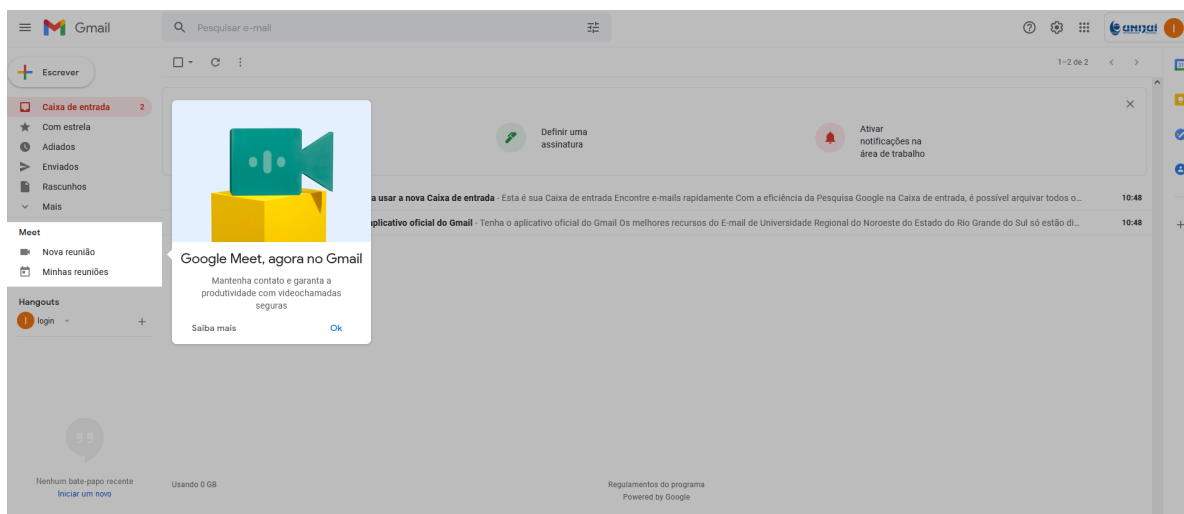 Gmail
Pesquisar e-mail
unijuí
Escrever
1–2 de 2
Caixa de entrada 2
Com estrela
Adiados
Enviados
Rascunhos
Mais
Definir uma
assinatura
Ativar
notificações na
área de trabalho
a usar a nova Caixa de entrada - Esta é sua Caixa de entrada Encontre e-mails rapidamente Com a eficiência da Pesquisa Google na Caixa de entrada, é possível arquivar todos o... 10:48
aplicativo oficial do Gmail - Tenha o aplicativo oficial do Gmail Os melhores recursos do E-mail de Universidade Regional do Noroeste do Estado do Rio Grande do Sul só estão di... 10:48
Meet
Nova reunião
Minhas reuniões
Google Meet, agora no Gmail
Mantenha contato e garanta a
produtividade com videochamadas
seguras
Saiba mais Ok
Hangouts
login
Nenhum bate-papo recente
Iniciar um novo
Usando 0 GB
Regulamentos do programa
Powered by Google